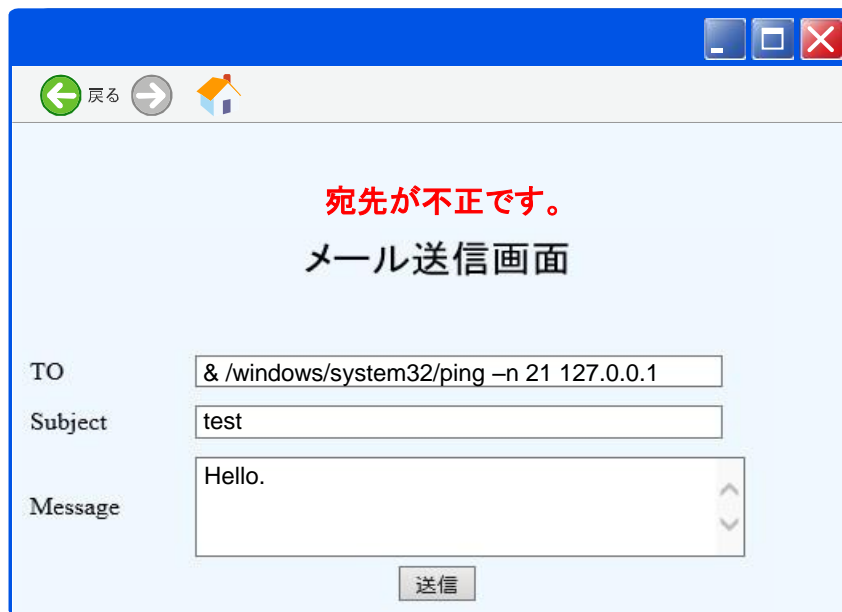 戻る
宛先が不正です。
メール送信画面
TO
& /windows/system32/ping –n 21 127.0.0.1
Subject
test
Message
Hello.
送信